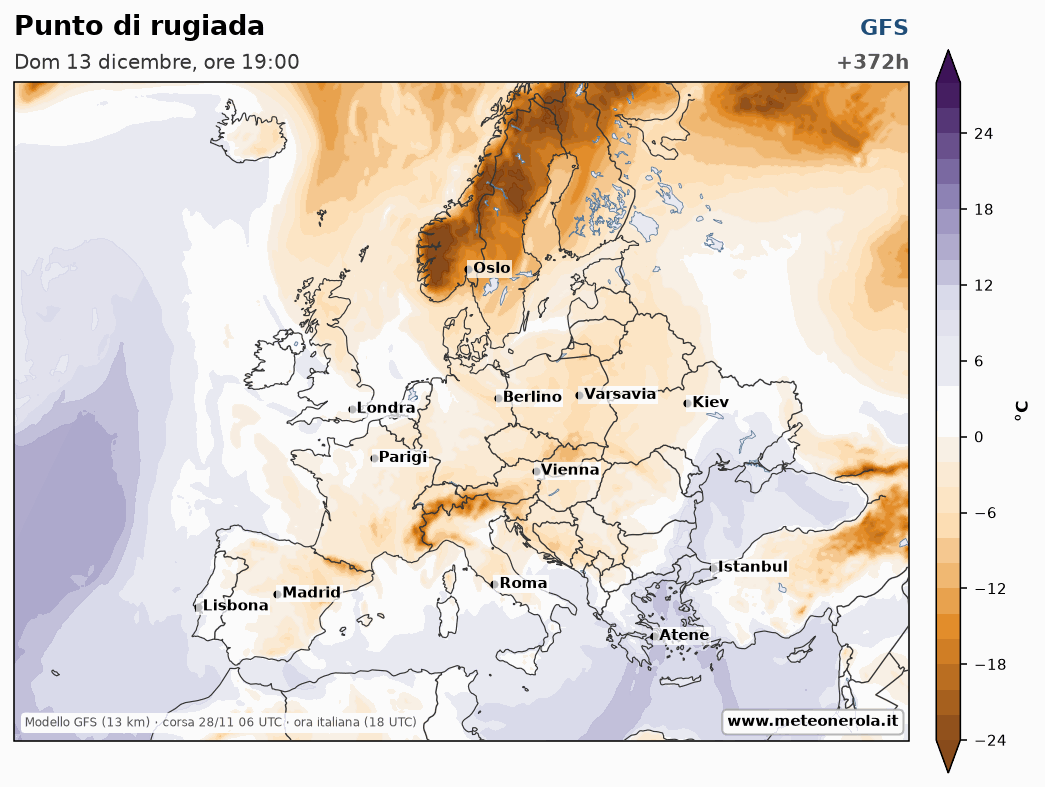 Punto di rugiada
GFS
Dom 13 dicembre, ore 19:00
+372h
Oslo
Londra
Berlino
Varsavia
Kiev
Parigi
Vienna
Madrid
Lisbona
Roma
Istanbul
Atene
Modello GFS (13 km) · corsa 28/11 06 UTC · ora italiana (18 UTC)
www.meteonerola.it
24
18
12
6
0
−6
−12
−18
−24
°C